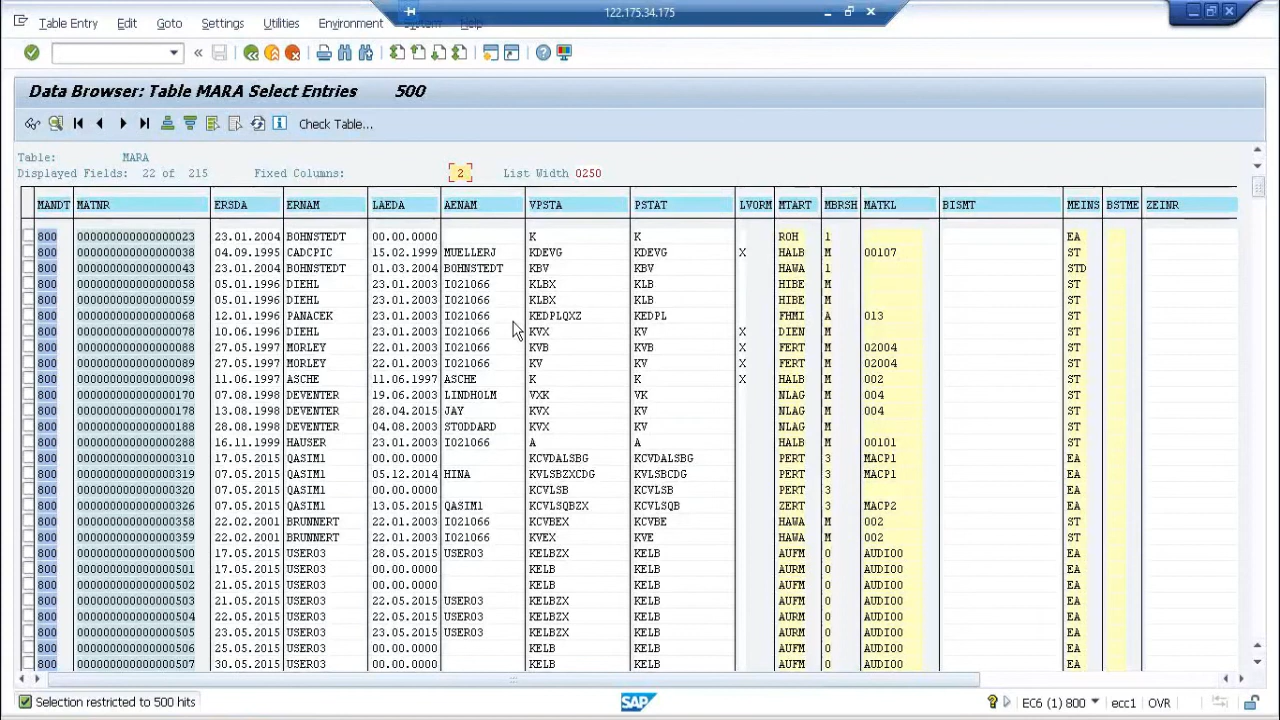 122.175.34.175
Table Entry Edit Goto Settings Utilities Environment System Help
Data Browser: Table MARA Select Entries 500
Check Table...
Table: MARA
Displayed Fields: 22 of 215 Fixed Columns: 2 List Width 0250
MANDT MATNR ERSDA ERNAM LAEDA AENAM VPSTA PSTAT LVORM MTART MBRSH MATKL BISMT MEINS BSTME ZEINR
800 000000000000000023 23.01.2004 BOHNSTEDT 00.00.0000 K K ROH 1 EA
800 000000000000000038 04.09.1995 CADCPIC 15.02.1999 MUELLERJ KDEVG KDEVG X HALB M 00107 ST
800 000000000000000043 23.01.2004 BOHNSTEDT 01.03.2004 BOHNSTEDT KBV KBV HAWA 1 STD
800 000000000000000058 05.01.1996 DIEHL 23.01.2003 I021066 KLBX KLB HIBE M ST
800 000000000000000059 05.01.1996 DIEHL 23.01.2003 I021066 KLBX KLB HIBE M ST
800 000000000000000068 12.01.1996 PANACEK 23.01.2003 I021066 KEDPLQXZ KEDPL FHMI A 013 ST
800 000000000000000078 10.06.1996 DIEHL 23.01.2003 I021066 KVX KV X DIEN M ST
800 000000000000000088 27.05.1997 MORLEY 22.01.2003 I021066 KVB KVB X FERT M 02004 ST
800 000000000000000089 27.05.1997 MORLEY 22.01.2003 I021066 KV KV X FERT M 02004 ST
800 000000000000000098 11.06.1997 ASCHE 11.06.1997 ASCHE K K X HALB M 002 ST
800 000000000000000170 07.08.1998 DEVENTER 19.06.2003 LINDHOLM VXK VK NLAG M 004 ST
800 000000000000000178 13.08.1998 DEVENTER 28.04.2015 JAY KVX KV NLAG M 004 ST
800 000000000000000188 28.08.1998 DEVENTER 04.08.2003 STODDARD KVX KV NLAG M ST
800 000000000000000288 16.11.1999 HAUSER 23.01.2003 I021066 A A HALB M 00101 ST
800 000000000000000310 17.05.2015 QASIM1 00.00.0000 KCVDALSBG KCVDALSBG PERT 3 MACP1 EA
800 000000000000000319 07.05.2015 QASIM1 05.12.2014 HINA KVLSBZXCDG KVLSBCDG PERT 3 MACP1 EA
800 000000000000000320 07.05.2015 QASIM1 00.00.0000 KCVLSB KCVLSB PERT 3 EA
800 000000000000000326 07.05.2015 QASIM1 13.05.2015 QASIM1 KCVLSQBZX KCVLSQB ZERT 3 MACP2 EA
800 000000000000000358 22.02.2001 BRUNNERT 22.01.2003 I021066 KCVBEX KCVBE HAWA M 002 ST
800 000000000000000359 22.02.2001 BRUNNERT 22.01.2003 I021066 KVEX KVE HAWA M 002 ST
800 000000000000000500 17.05.2015 USER03 28.05.2015 USER03 KELBZX KELB AUFM 0 AUDI00 EA
800 000000000000000501 17.05.2015 USER03 00.00.0000 KELB KELB AURM 0 AUDI00 EA
800 000000000000000502 21.05.2015 USER03 00.00.0000 KELB KELB AUFM 0 AUDI00 EA
800 000000000000000503 21.05.2015 USER03 22.05.2015 USER03 KELBZX KELB AUFM 0 AUDI00 EA
800 000000000000000504 22.05.2015 USER03 22.05.2015 USER03 KELBZX KELB AURM 0 AUDI00 EA
800 000000000000000505 23.05.2015 USER03 23.05.2015 USER03 KELBZX KELB AURM 0 AUDI00 EA
800 000000000000000506 25.05.2015 USER03 00.00.0000 KELB KELB AUFM 0 AUDI00 EA
800 000000000000000507 30.05.2015 USER03 00.00.0000 KELB KELB AUFM 0 AUDI00 EA
Selection restricted to 500 hits SAP EC6 (1) 800 ecc1 OVR